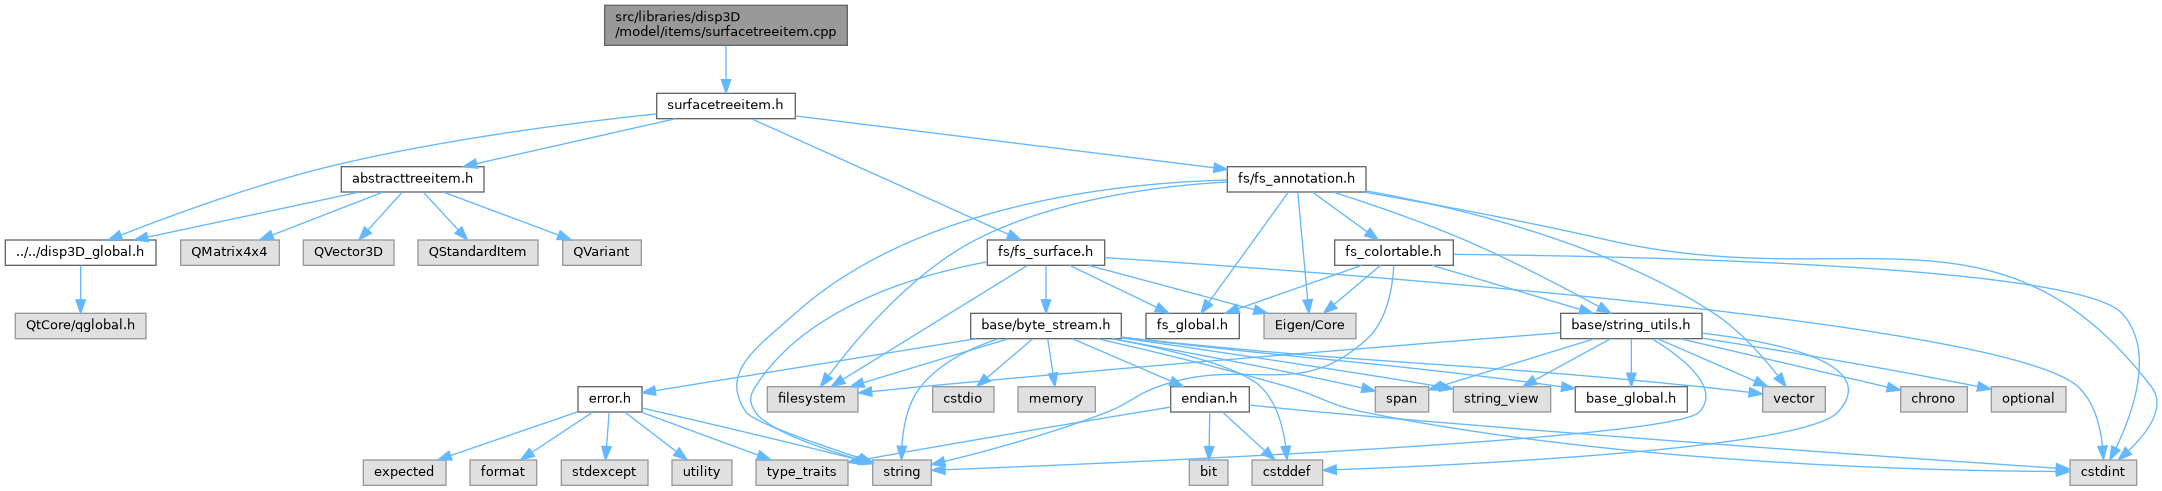 src/libraries/disp3D
/model/items/surfacetreeitem.cpp
surfacetreeitem.h
abstracttreeitem.h
fs/fs_annotation.h
../../disp3D_global.h
QMatrix4x4
QVector3D
QStandardItem
QVariant
fs/fs_surface.h
fs_colortable.h
QtCore/qglobal.h
base/byte_stream.h
fs_global.h
Eigen/Core
base/string_utils.h
error.h
filesystem
cstdio
memory
endian.h
span
string_view
base_global.h
vector
chrono
optional
expected
format
stdexcept
utility
type_traits
string
bit
cstddef
cstdint